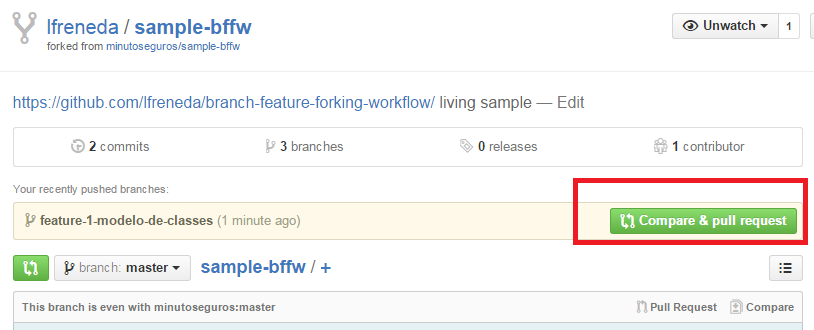 lfreneda / sample-bffw
Unwatch 1
forked from minutoseguros/sample-bffw
https://github.com/lfreneda/branch-feature-forking-workflow/ living sample — Edit
2 commits 3 branches 0 releases 1 contributor
Your recently pushed branches:
feature-1-modelo-de-classes (1 minute ago) Compare & pull request
branch: master sample-bffw / +
This branch is even with minutoseguros:master Pull Request Compare